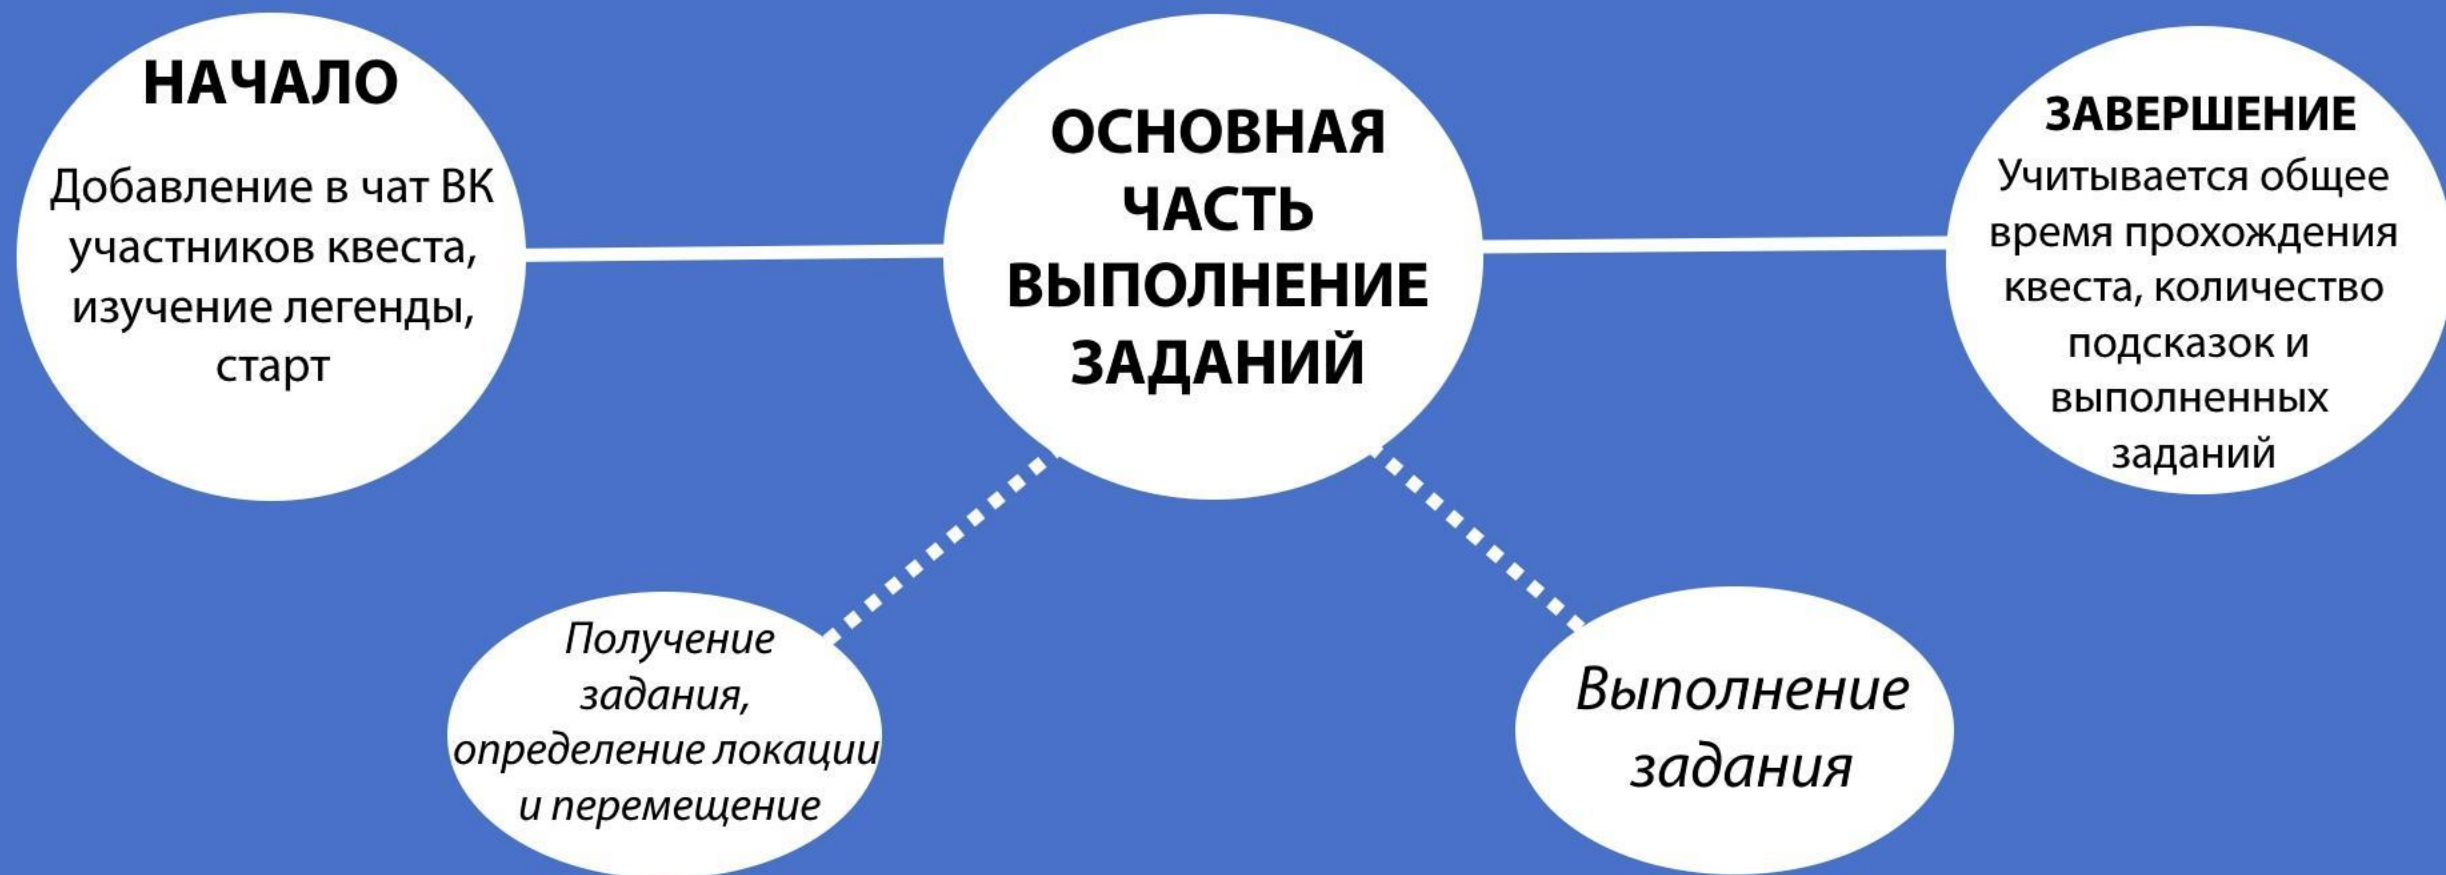 НАЧАЛО
Добавление в чат ВК
участников квеста,
изучение легенды,
старт
ОСНОВНАЯ
ЧАСТЬ
ВЫПОЛНЕНИЕ
ЗАДАНИЙ
ЗАВЕРШЕНИЕ
Учитывается общее
время прохождения
квеста, количество
подсказок и
выполненных
заданий
Получение
задания,
определение локации
и перемещение
Выполнение
задания